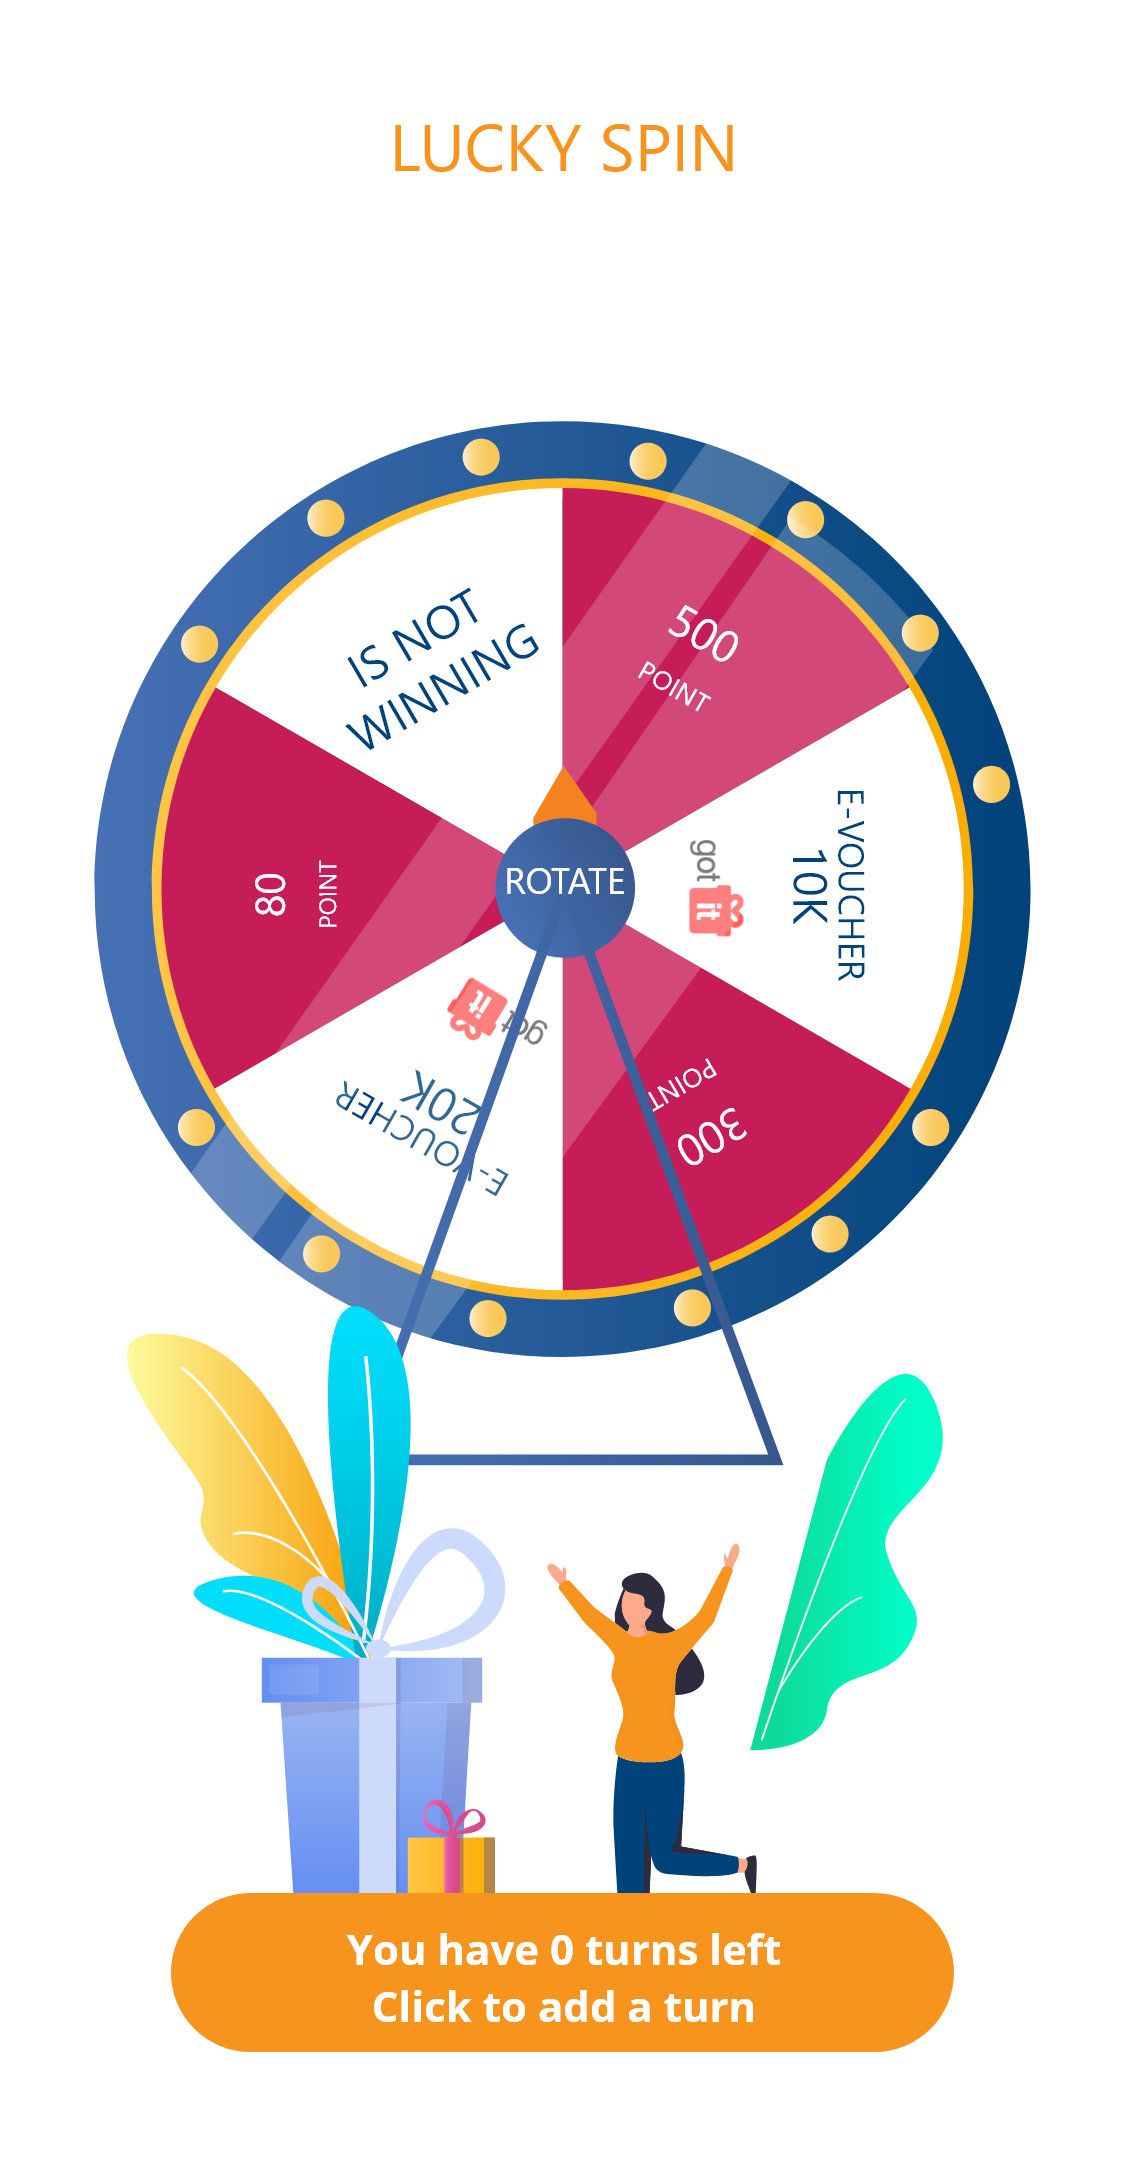 LUCKY SPIN
IS NOT
WINNING
500
POINT
E-VOUCHER
10K
got
it
80
POINT
300
POINT
got
it
20K
E-VOUCHER
ROTATE
You have 0 turns left
Click to add a turn